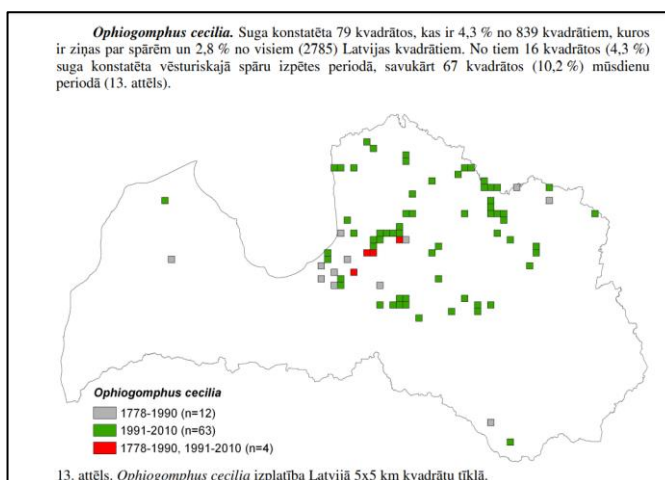 Ophiogomphus cecilia. Suga konstatēta 79 kvadrātos, kas ir 4,3 % no 839 kvadrātiem, kuros
ir ziņas par spārēm un 2,8 % no visiem (2785) Latvijas kvadrātiem. No tiem 16 kvadrātos (4,3 %)
suga konstatēta vēsturiskajā spāru izpētes periodā, savukārt 67 kvadrātos (10,2 %) mūsdienu
periodā (13. attēls).
Ophiogomphus cecilia
1778-1990 (n=12)
1991-2010 (n=63)
1778-1990, 1991-2010 (n=4)
13. attēls. Ophiogomphus cecilia izplatība Latvijā 5x5 km kvadrātu tīklā.